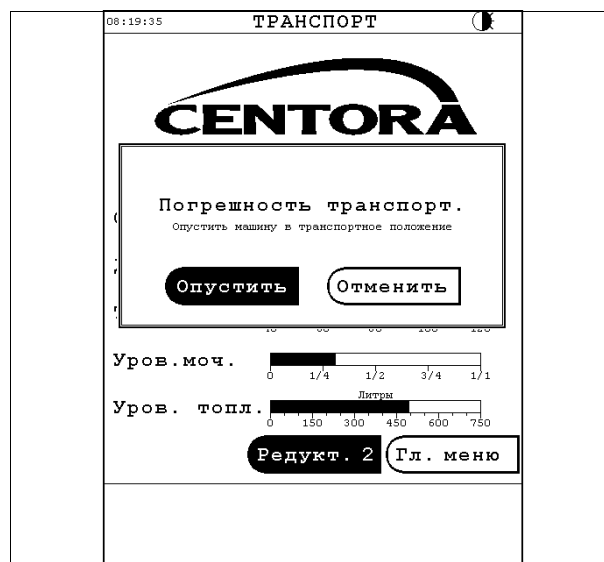 08:19:35 ТРАНСПОРТ
CENTORA
Погрешность транспорт.
Опустить машину в транспортное положение
Опустить Отменить
Уров.моч.
0 1/4 1/2 3/4 1/1
Литры
Уров. топл.
0 150 300 450 600 750
Редукт. 2 Гл. меню